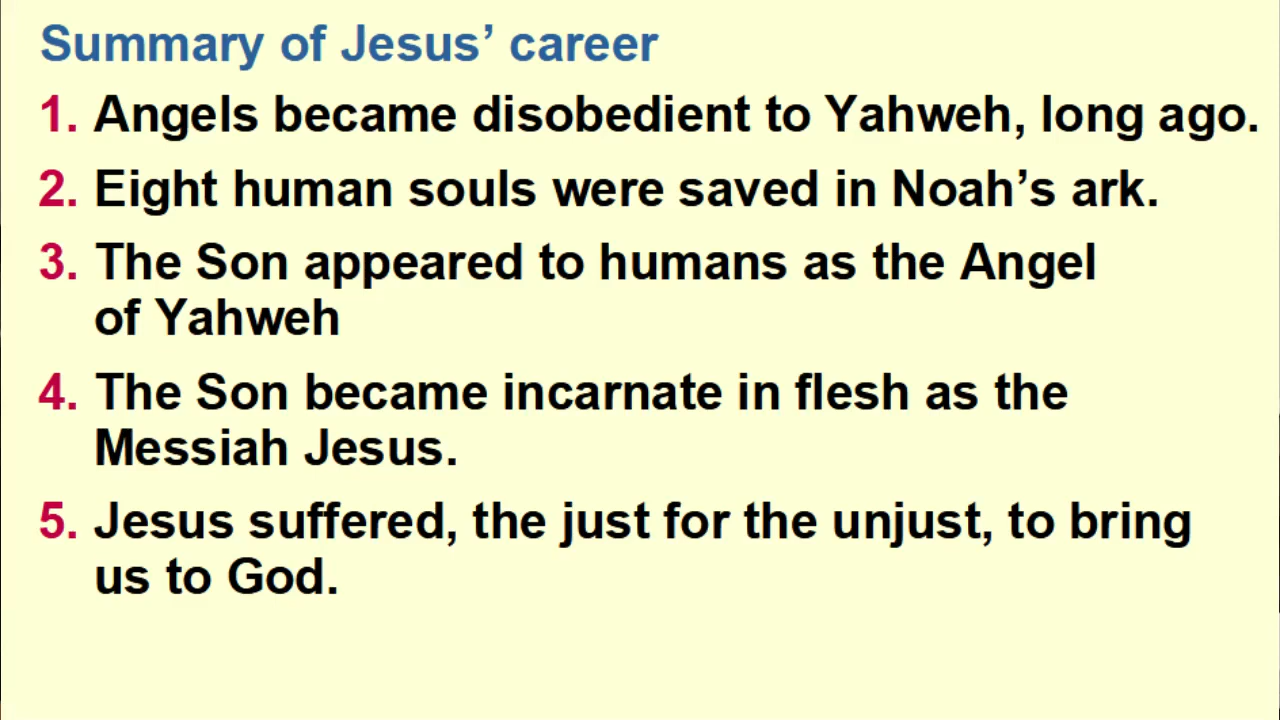 Summary of Jesus’ career
1. Angels became disobedient to Yahweh, long ago.
2. Eight human souls were saved in Noah’s ark.
3. The Son appeared to humans as the Angel
of Yahweh
4. The Son became incarnate in flesh as the
Messiah Jesus.
5. Jesus suffered, the just for the unjust, to bring
us to God.